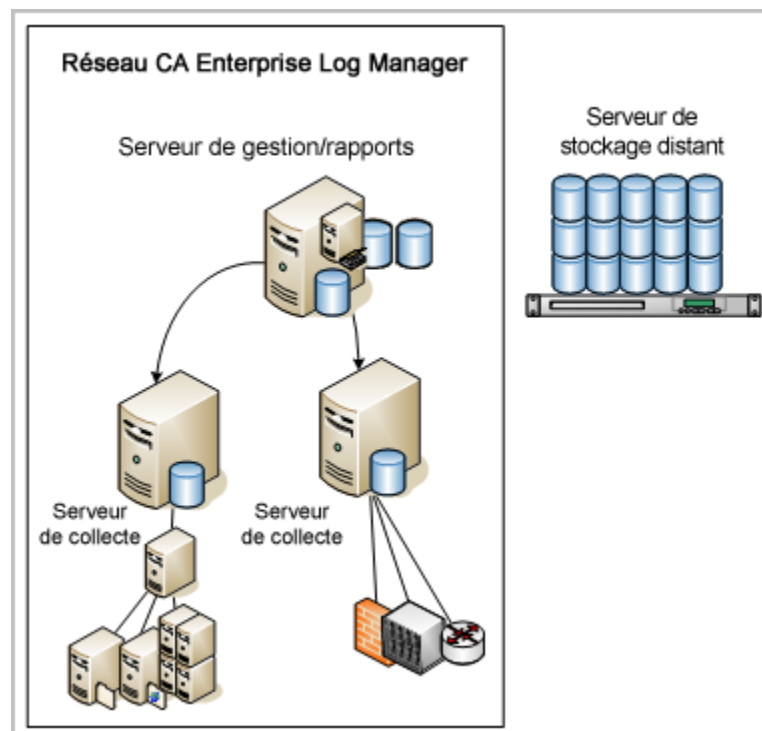 Réseau CA Enterprise Log Manager
Serveur de gestion/rapports
Serveur de
stockage distant
Serveur
de collecte
Serveur
de collecte